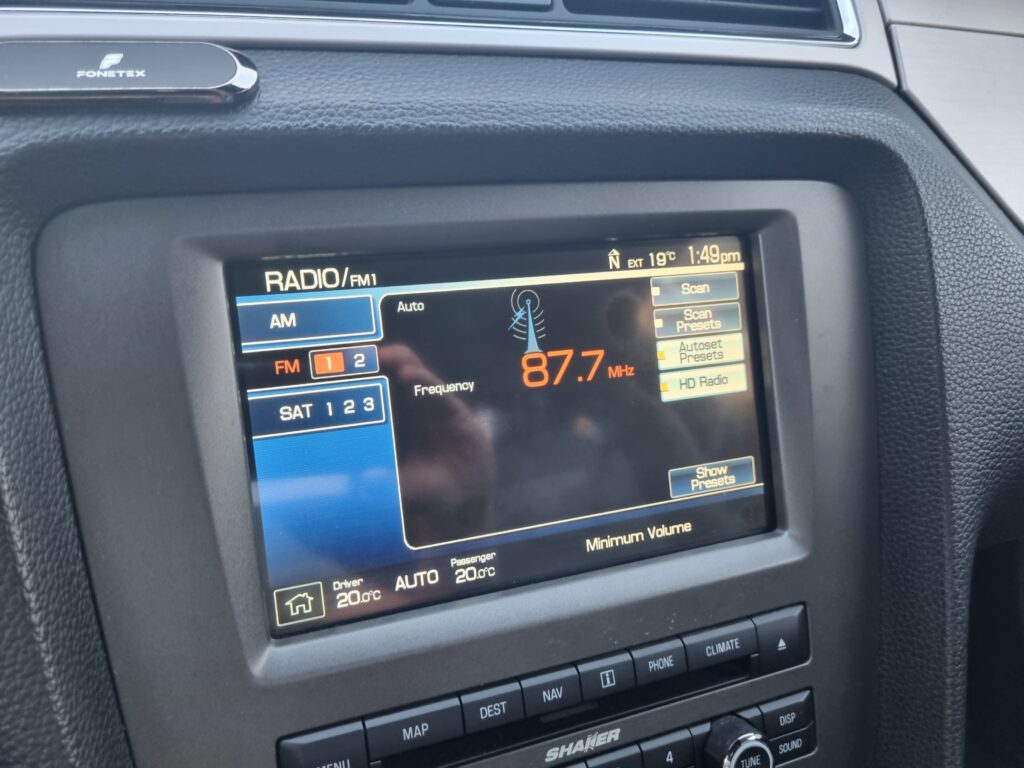 FONETEX
RADIO/FM1
N EXT 19°C 1:49pm
AM
Auto
Scan
Scan
Presets
FM 1 2
87.7 MHz
Autoset
Presets
Frequency
HD Radio
SAT 1 2 3
Show
Presets
Minimum Volume
Driver
20.0°C
AUTO
Passenger
20.0°C
MENU
MAP
DEST
NAV
i
PHONE
CLIMATE
SHAKER
4
TUNE
DISP
SOUND